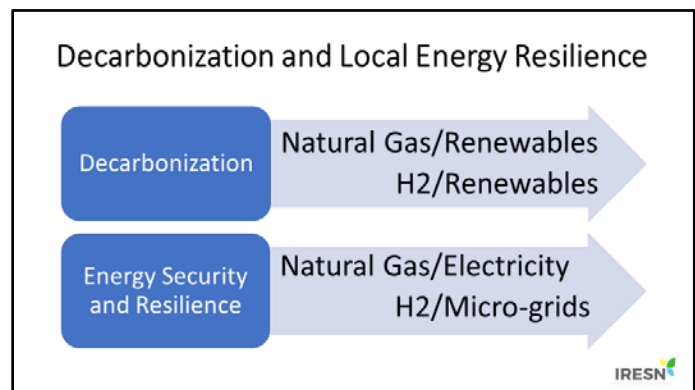 Decarbonization and Local Energy Resilience
Decarbonization
Natural Gas/Renewables
H2/Renewables
Energy Security
and Resilience
Natural Gas/Electricity
H2/Micro-grids
IRESN